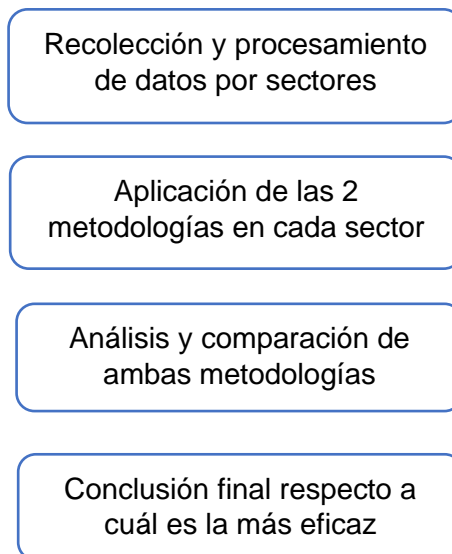 Recolección y procesamiento
de datos por sectores
Aplicación de las 2
metodologías en cada sector
Análisis y comparación de
ambas metodologías
Conclusión final respecto a
cuál es la más eficaz